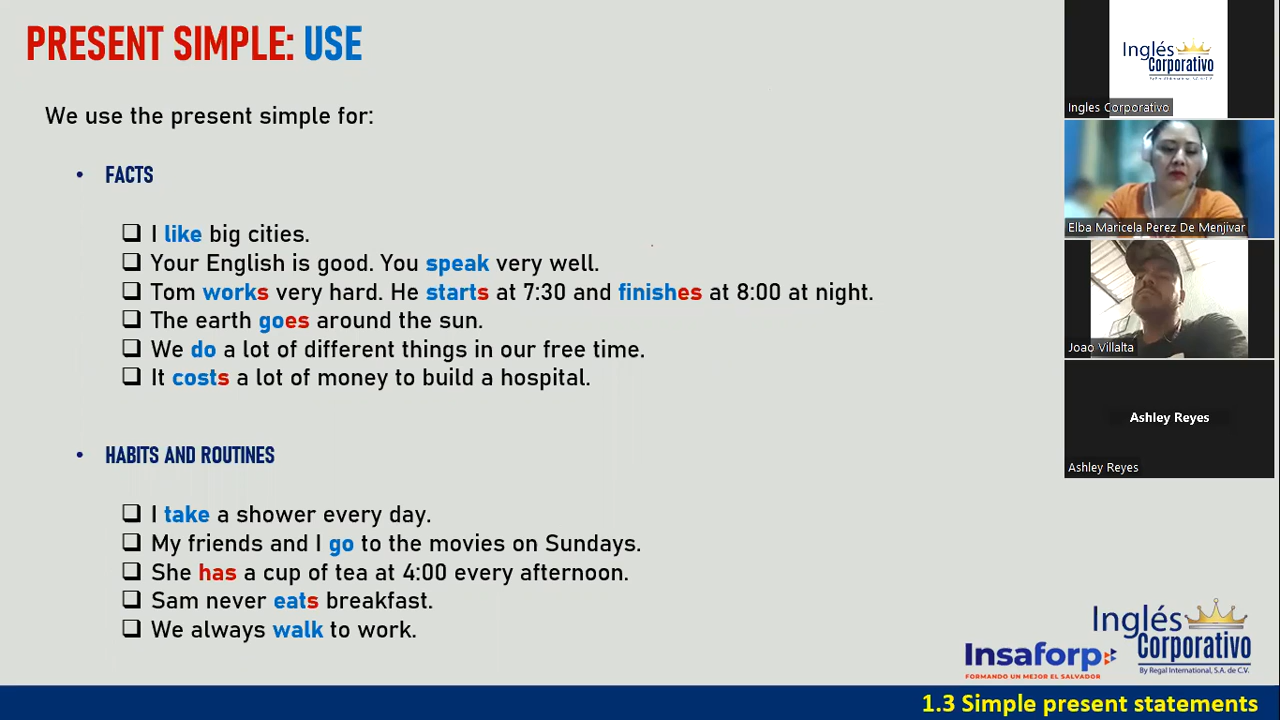 PRESENT SIMPLE: USE
We use the present simple for:
• FACTS
❑ I like big cities.
❑ Your English is good. You speak very well.
❑ Tom works very hard. He starts at 7:30 and finishes at 8:00 at night.
❑ The earth goes around the sun.
❑ We do a lot of different things in our free time.
❑ It costs a lot of money to build a hospital.
• HABITS AND ROUTINES
❑ I take a shower every day.
❑ My friends and I go to the movies on Sundays.
❑ She has a cup of tea at 4:00 every afternoon.
❑ Sam never eats breakfast.
❑ We always walk to work.
Inglés
Corporativo
Ingles Corporativo
Elba Maricela Perez De Menjivar
Joao Villalta
Ashley Reyes
Ashley Reyes
Insaforp
FORMANDO UN MEJOR EL SALVADOR
Inglés
Corporativo
By Regal International, S.A. de C.V.
1.3 Simple present statements